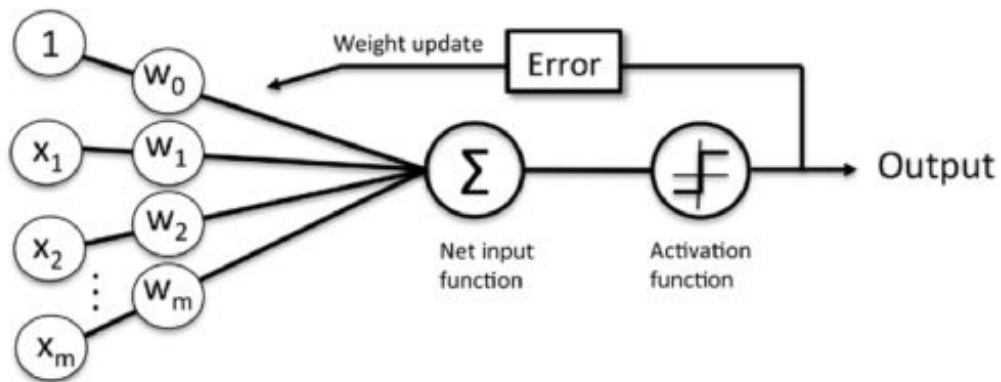 1
w₀
Weight update
Error
x₁
w₁
Σ
Output
x₂
w₂
⋮
Net input
function
Activation
function
xₘ
wₘ